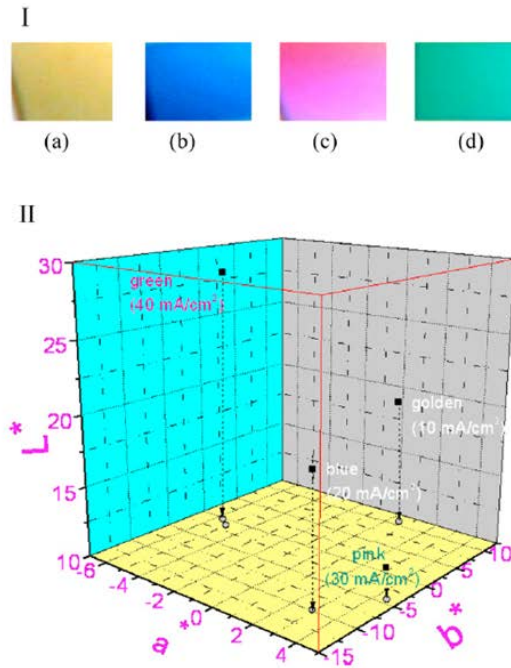 I
(a) (b) (c) (d)
II
30
25
20
15
10
L*
green
(40 mA/cm²)
golden
(10 mA/cm²)
blue
(20 mA/cm²)
pink
(30 mA/cm²)
-6 -4 -2 0 2 4
a*
-15 -10 -5 0 5 10
b*